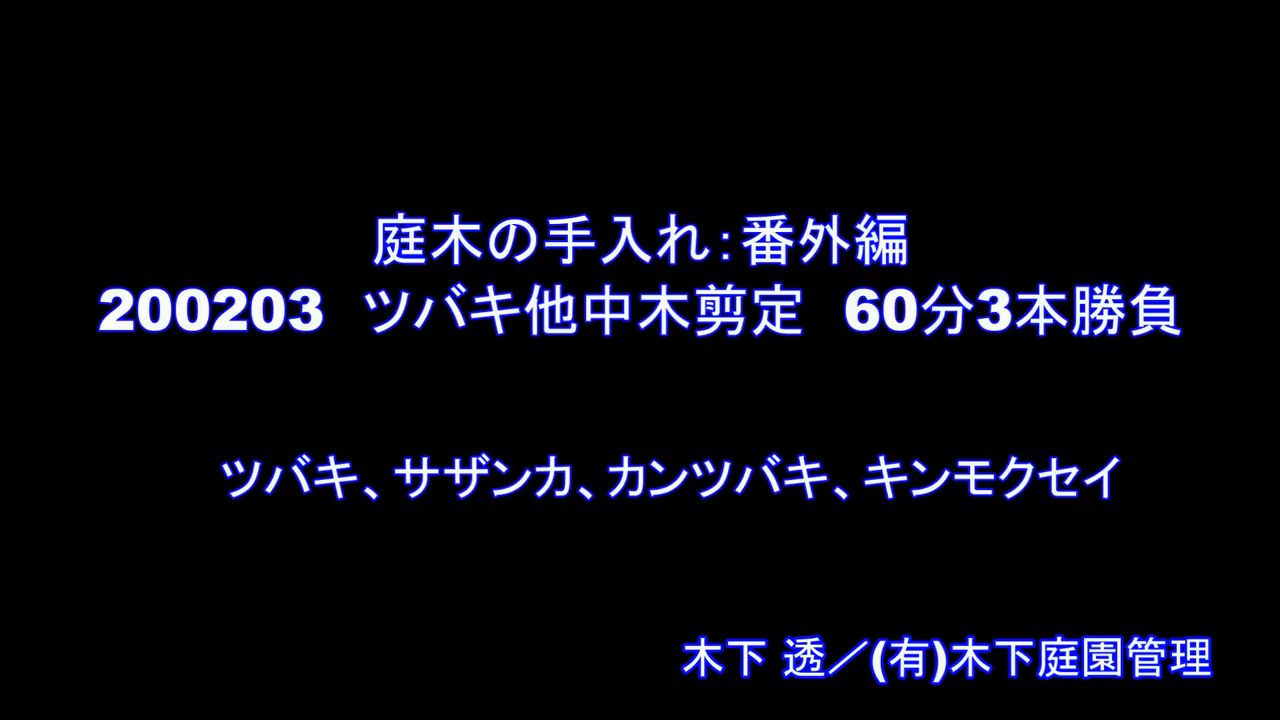 庭木の手入れ：番外編
200203　ツバキ他中木剪定　60分3本勝負
ツバキ、サザンカ、カンツバキ、キンモクセイ
木下 透／(有)木下庭園管理